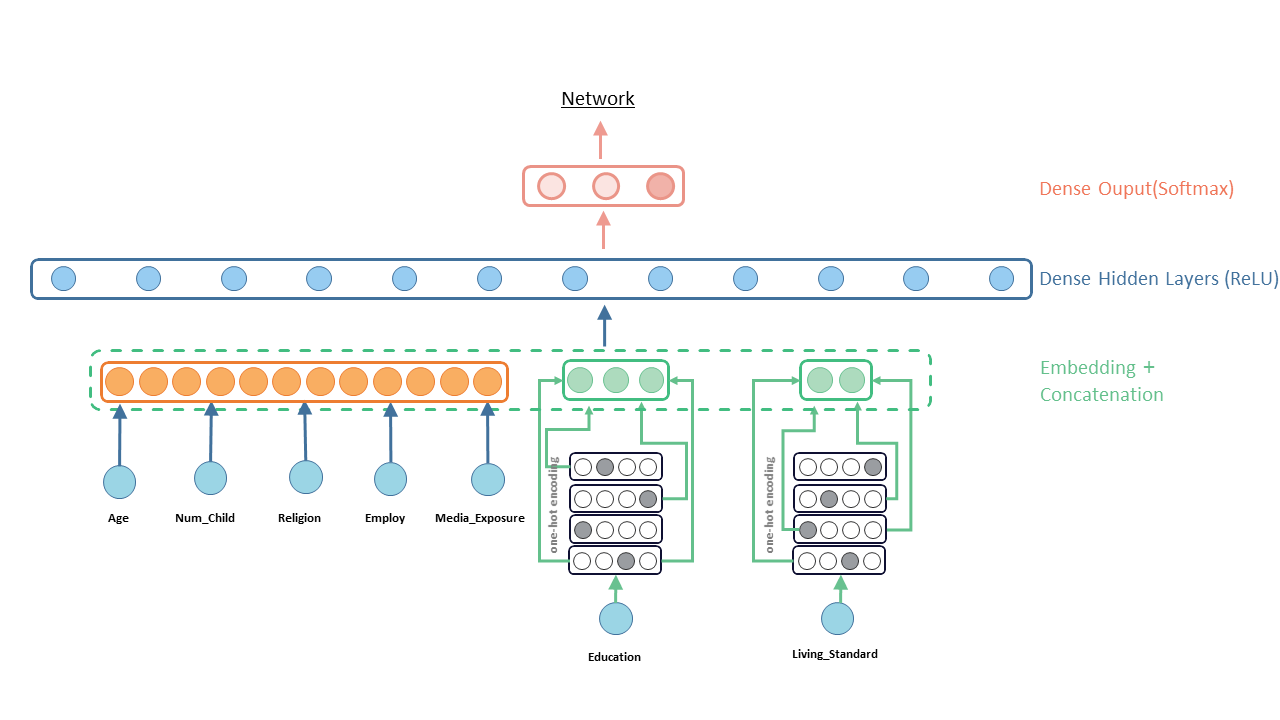 Network
Dense Ouput(Softmax)
Dense Hidden Layers (ReLU)
Embedding +
Concatenation
one-hot encoding
one-hot encoding
Age
Num_Child
Religion
Employ
Media_Exposure
Education
Living_Standard